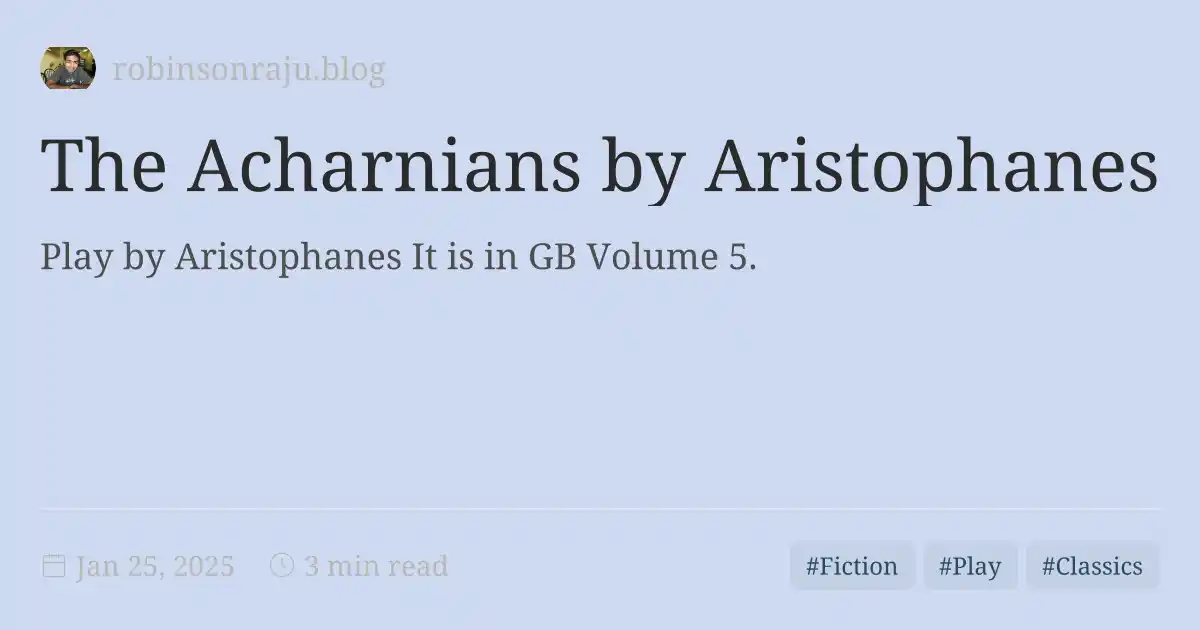 robinsonraju.blog
The Acharnians by Aristophanes
Play by Aristophanes It is in GB Volume 5.
Jan 25, 2025 3 min read #Fiction #Play #Classics